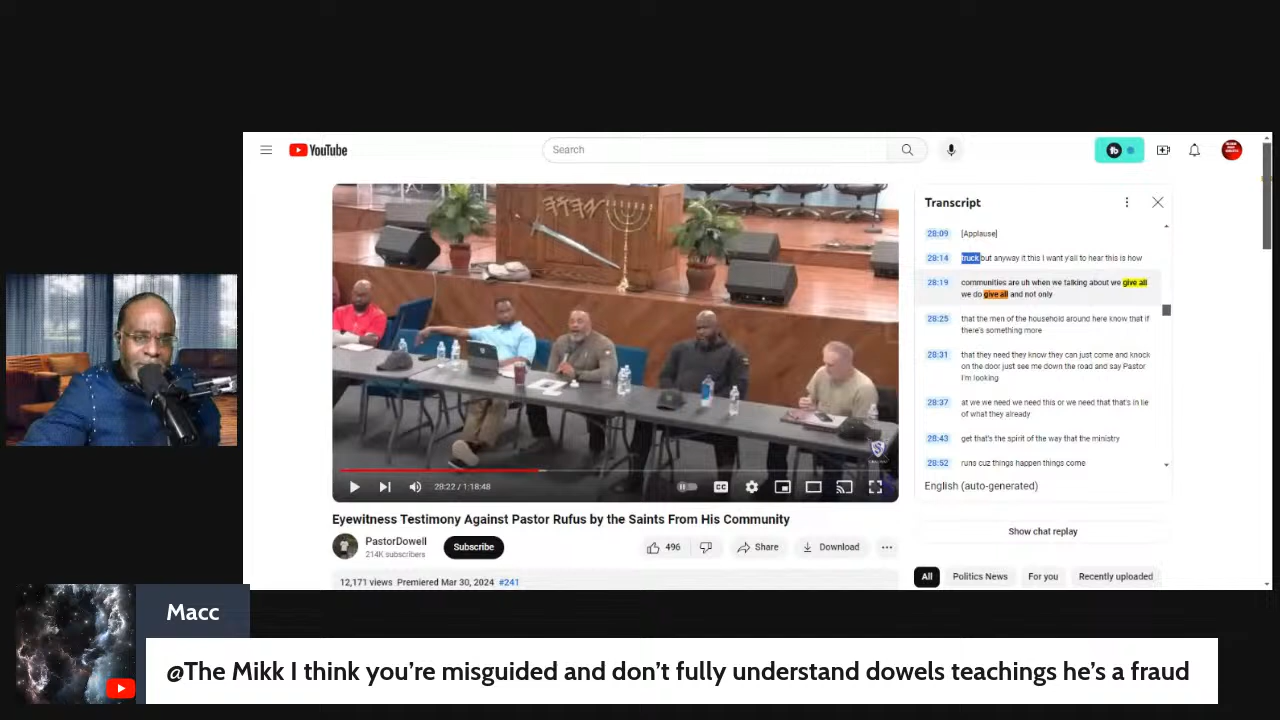 YouTube
Search
Transcript
28:09
[Applause]
28:14
truck but anyway it this i want y'all to hear this is how
28:19
communities are uh when we talking about we give all
we do give all and not only
28:25
that the men of the household around here know that if
there's something more
28:31
that they need they know they can just come and knock
on the door just see me down the road and say Pastor
I'm looking
28:37
at we we need we need this or we need that that's in lie
of what they already
28:43
get that's the spirit of the way that the ministry
28:52
runs cuz things happen things come
English (auto-generated)
28:22 / 1:18:48
CC
Show chat replay
Eyewitness Testimony Against Pastor Rufus by the Saints From His Community
PastorDowell
214K subscribers
Subscribe
496
Share
Download
12,171 views Premiered Mar 30, 2024 #241
All
Politics News
For you
Recently uploaded
Macc
@The Mikk I think you're misguided and don't fully understand dowels teachings he's a fraud